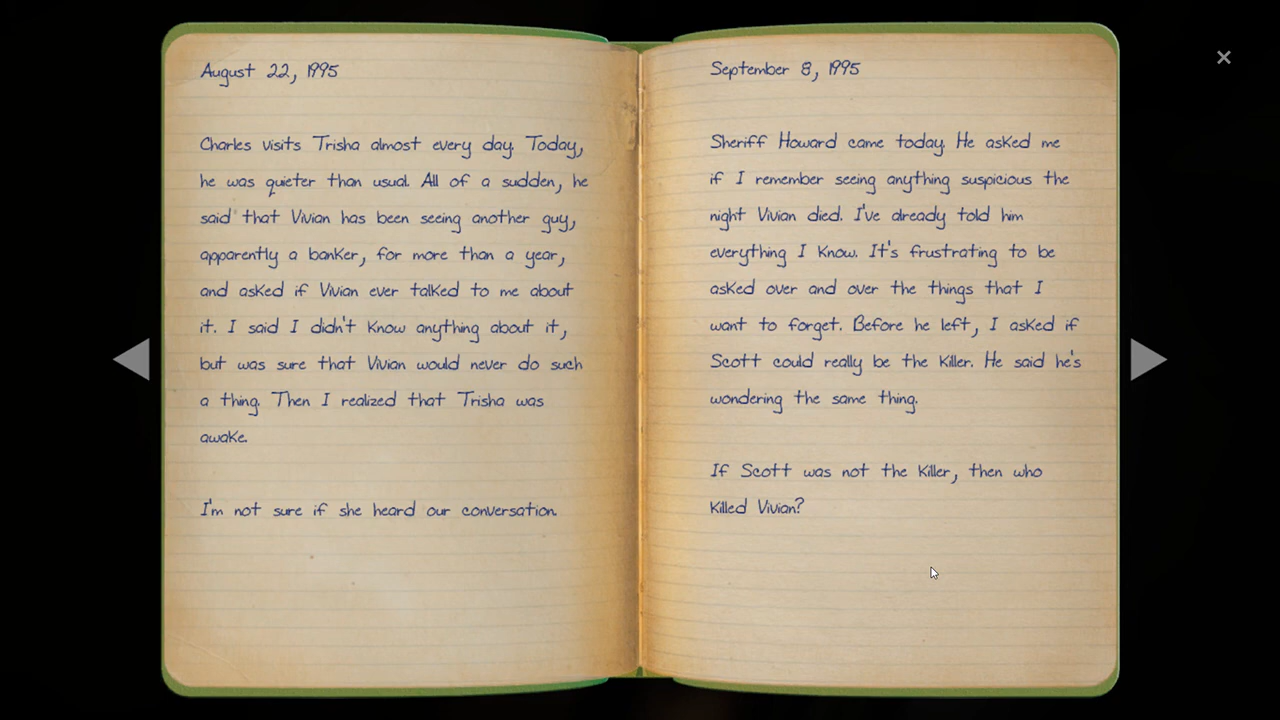 August 22, 1995
Charles visits Trisha almost every day. Today,
he was quieter than usual. All of a sudden, he
said that Vivian has been seeing another guy,
apparently a banker, for more than a year,
and asked if Vivian ever talked to me about
it. I said I didn't know anything about it,
but was sure that Vivian would never do such
a thing. Then I realized that Trisha was
awake.
I'm not sure if she heard our conversation.
September 8, 1995
Sheriff Howard came today. He asked me
if I remember seeing anything suspicious the
night Vivian died. I've already told him
everything I know. It's frustrating to be
asked over and over the things that I
want to forget. Before he left, I asked if
Scott could really be the killer. He said he's
wondering the same thing.
If Scott was not the killer, then who
killed Vivian?